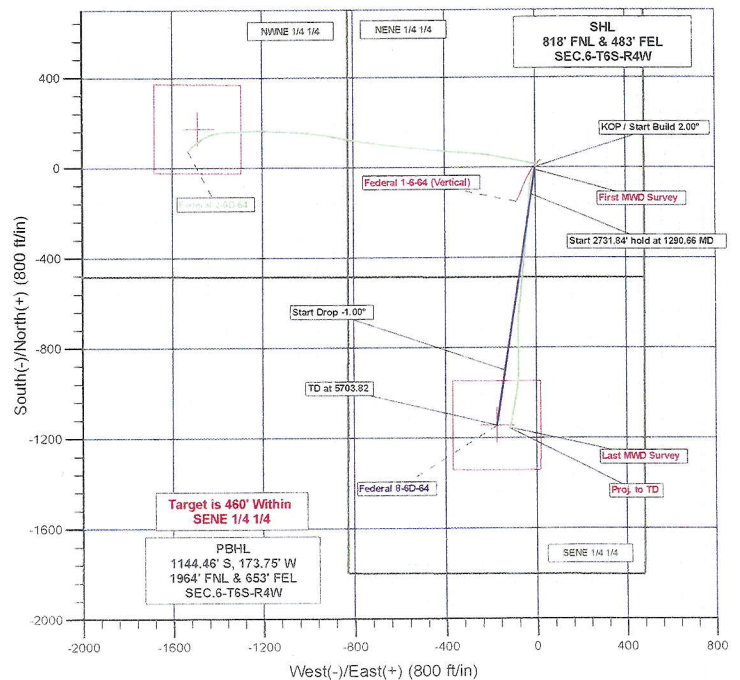 NWNE 1/4 1/4
NENE 1/4 1/4
SHL
818' FNL & 483' FEL
SEC.6-T6S-R4W
400
0
-400
-800
-1200
-1600
-2000
South(-)/North(+) (800 ft/in)
KOP / Start Build 2.00°
Federal 1-6-64 (Vertical)
First MWD Survey
Start 2731.84' hold at 1290.66 MD
Start Drop -1.00°
TD at 5703.82
Last MWD Survey
Federal 8-6D-64
Proj. to TD
Target is 460' Within
SENE 1/4 1/4
PBHL
1144.46' S, 173.75' W
1964' FNL & 653' FEL
SEC.6-T6S-R4W
SENE 1/4 1/4
-2000
-1600
-1200
-800
-400
0
400
800
West(-)/East(+) (800 ft/in)